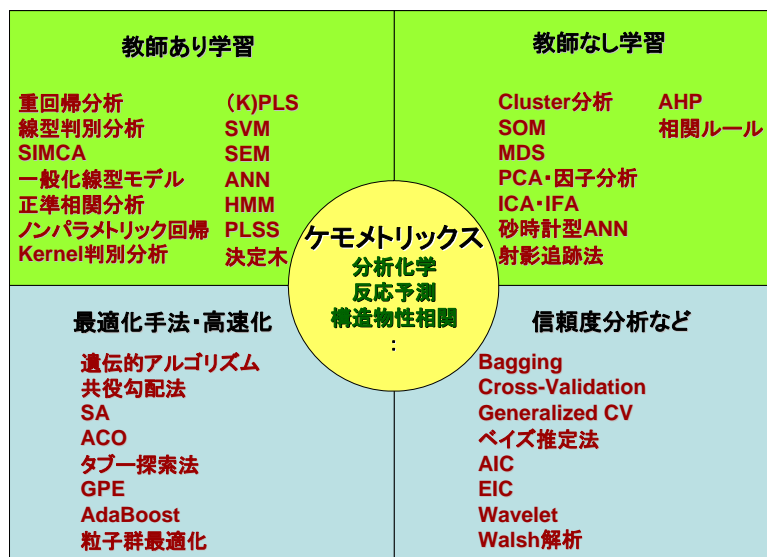 教師あり学習
重回帰分析
線型判別分析
SIMCA
一般化線型モデル
正準相関分析
ノンパラメトリック回帰
Kernel判別分析
(K)PLS
SVM
SEM
ANN
HMM
PLSS
決定木
教師なし学習
Cluster分析
SOM
MDS
PCA・因子分析
ICA・IFA
砂時計型ANN
射影追跡法
AHP
相関ルール
ケモメトリックス
分析化学
反応予測
構造物性相関
:
最適化手法・高速化
遺伝的アルゴリズム
共役勾配法
SA
ACO
タブー探索法
GPE
AdaBoost
粒子群最適化
信頼度分析など
Bagging
Cross-Validation
Generalized CV
ベイズ推定法
AIC
EIC
Wavelet
Walsh解析